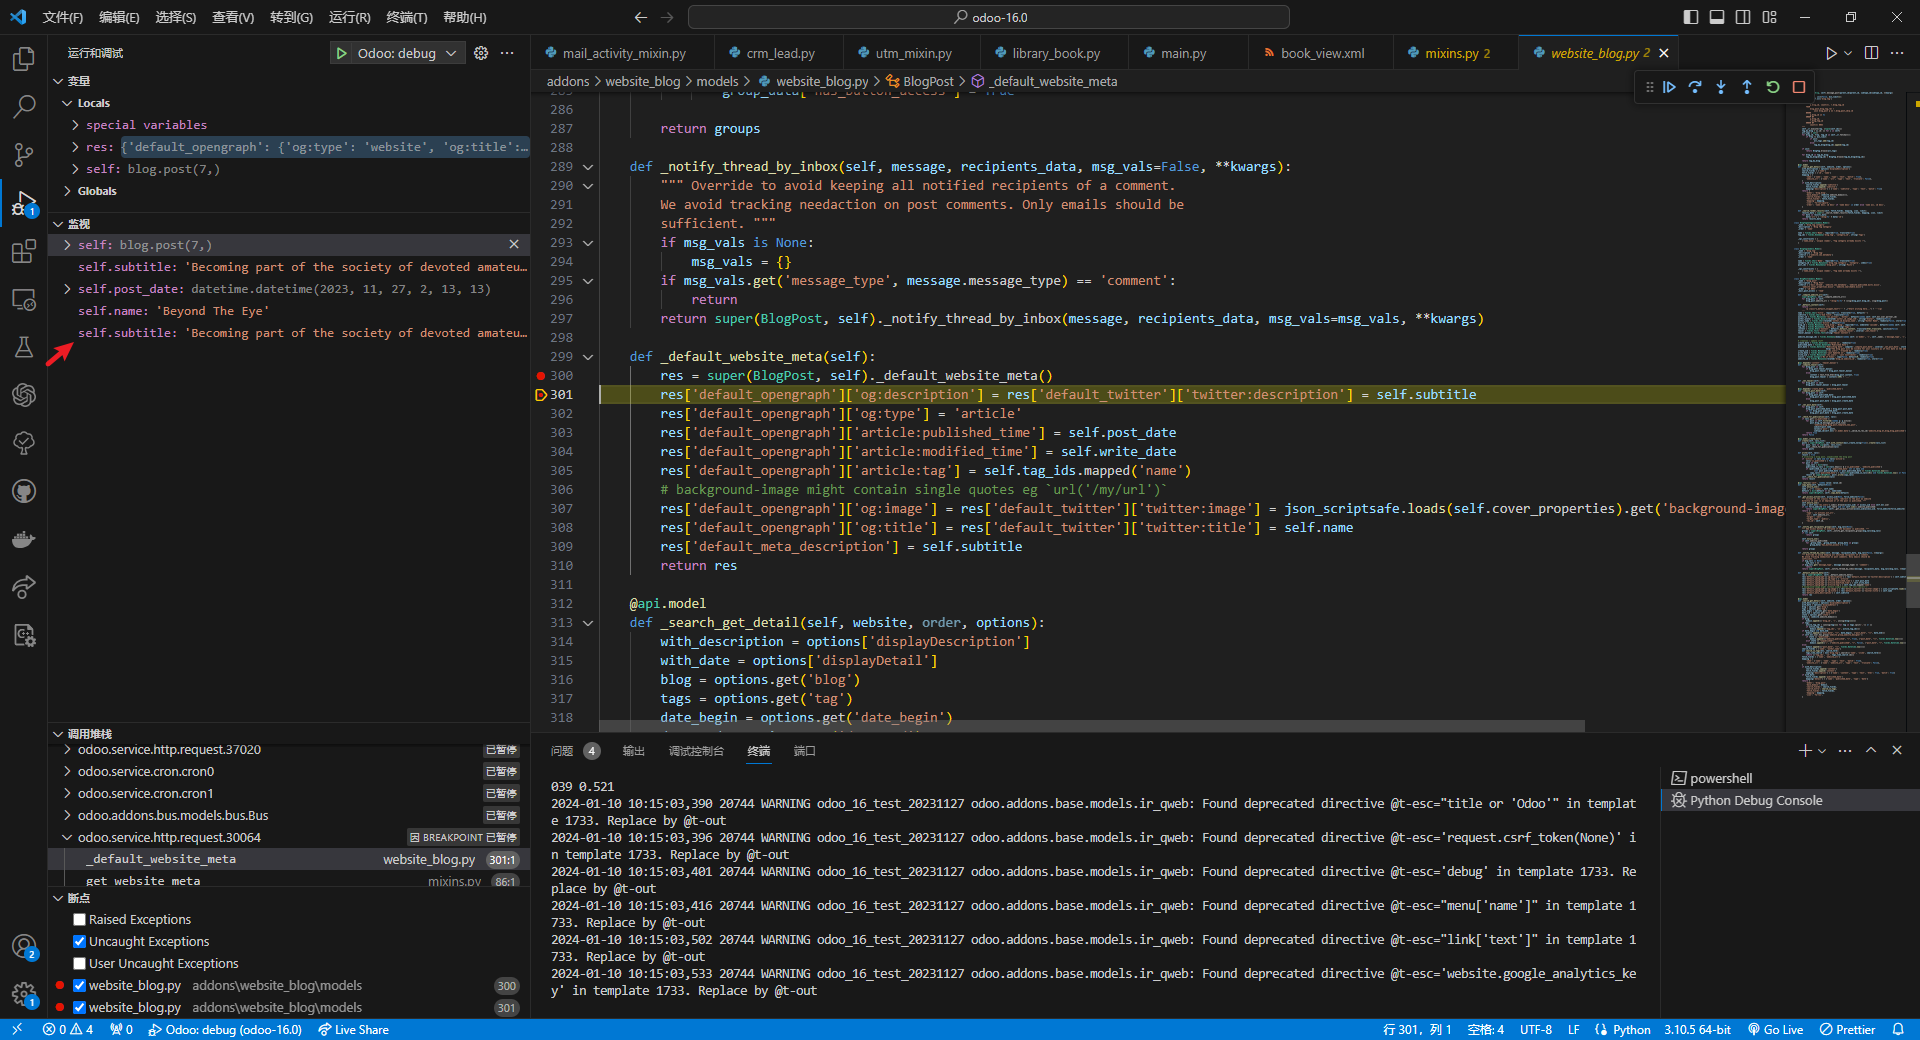 文件(F) 编辑(E) 选择(S) 查看(V) 转到(G) 运行(R) 终端(T) 帮助(H)
odoo-16.0
运行和调试
Odoo: debug
mail_activity_mixin.py
crm_lead.py
utm_mixin.py
library_book.py
main.py
book_view.xml
mixins.py 2
website_blog.py 2
addons > website_blog > models > website_blog.py > BlogPost > _default_website_meta
变量
Locals
special variables
res: {'default_opengraph': {'og:type': 'website', 'og:title':...
self: blog.post(7,)
Globals
监视
self: blog.post(7,)
self.subtitle: 'Becoming part of the society of devoted amateu...
self.post_date: datetime.datetime(2023, 11, 27, 2, 13, 13)
self.name: 'Beyond The Eye'
self.subtitle: 'Becoming part of the society of devoted amateu...
调用堆栈
odoo.service.http.request.37020 已暂停
odoo.service.cron.cron0 已暂停
odoo.service.cron.cron1 已暂停
odoo.addons.bus.models.bus.Bus 已暂停
odoo.service.http.request.30064 因 BREAKPOINT 已暂停
_default_website_meta website_blog.py 301:1
get_website_meta mixins.py 86:1
断点
Raised Exceptions
Uncaught Exceptions
User Uncaught Exceptions
website_blog.py addons\website_blog\models 300
website_blog.py addons\website_blog\models 301
285 group_data['has_button_access'] = True
286
287 return groups
288
289 def _notify_thread_by_inbox(self, message, recipients_data, msg_vals=False, **kwargs):
290 """ Override to avoid keeping all notified recipients of a comment.
291 We avoid tracking needaction on post comments. Only emails should be
292 sufficient. """
293 if msg_vals is None:
294 msg_vals = {}
295 if msg_vals.get('message_type', message.message_type) == 'comment':
296 return
297 return super(BlogPost, self)._notify_thread_by_inbox(message, recipients_data, msg_vals=msg_vals, **kwargs)
298
299 def _default_website_meta(self):
300 res = super(BlogPost, self)._default_website_meta()
301 res['default_opengraph']['og:description'] = res['default_twitter']['twitter:description'] = self.subtitle
302 res['default_opengraph']['og:type'] = 'article'
303 res['default_opengraph']['article:published_time'] = self.post_date
304 res['default_opengraph']['article:modified_time'] = self.write_date
305 res['default_opengraph']['article:tag'] = self.tag_ids.mapped('name')
306 # background-image might contain single quotes eg `url('/my/url')`
307 res['default_opengraph']['og:image'] = res['default_twitter']['twitter:image'] = json_scriptsafe.loads(self.cover_properties).get('background-imag
308 res['default_opengraph']['og:title'] = res['default_twitter']['twitter:title'] = self.name
309 res['default_meta_description'] = self.subtitle
310 return res
311
312 @api.model
313 def _search_get_detail(self, website, order, options):
314 with_description = options['displayDescription']
315 with_date = options['displayDetail']
316 blog = options.get('blog')
317 tags = options.get('tag')
318 date_begin = options.get('date_begin')
问题 4 输出 调试控制台 终端 端口
powershell
Python Debug Console
039 0.521
2024-01-10 10:15:03,390 20744 WARNING odoo_16_test_20231127 odoo.addons.base.models.ir_qweb: Found deprecated directive @t-esc="title or 'Odoo'" in templat
e 1733. Replace by @t-out
2024-01-10 10:15:03,396 20744 WARNING odoo_16_test_20231127 odoo.addons.base.models.ir_qweb: Found deprecated directive @t-esc='request.csrf_token(None)' i
n template 1733. Replace by @t-out
2024-01-10 10:15:03,401 20744 WARNING odoo_16_test_20231127 odoo.addons.base.models.ir_qweb: Found deprecated directive @t-esc='debug' in template 1733. Re
place by @t-out
2024-01-10 10:15:03,416 20744 WARNING odoo_16_test_20231127 odoo.addons.base.models.ir_qweb: Found deprecated directive @t-esc="menu['name']" in template 1
733. Replace by @t-out
2024-01-10 10:15:03,502 20744 WARNING odoo_16_test_20231127 odoo.addons.base.models.ir_qweb: Found deprecated directive @t-esc="link['text']" in template 1
733. Replace by @t-out
2024-01-10 10:15:03,533 20744 WARNING odoo_16_test_20231127 odoo.addons.base.models.ir_qweb: Found deprecated directive @t-esc='website.google_analytics_ke
y' in template 1733. Replace by @t-out
1
2
1
0 4 0 Odoo: debug (odoo-16.0) Live Share
行 301，列 1 空格: 4 UTF-8 LF Python 3.10.5 64-bit Go Live Prettier